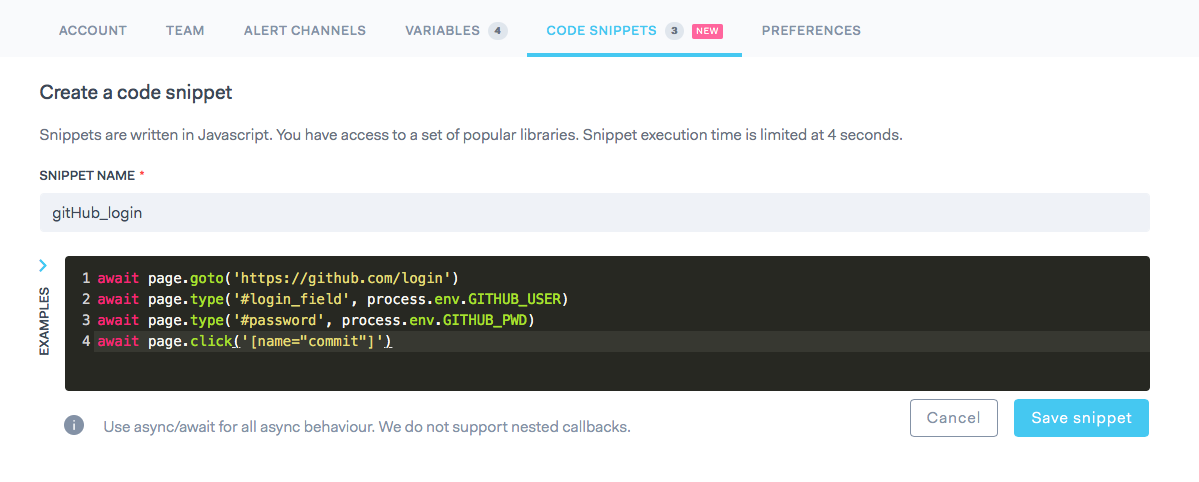 ACCOUNT TEAM ALERT CHANNELS VARIABLES 4 CODE SNIPPETS 3 NEW PREFERENCES
Create a code snippet
Snippets are written in Javascript. You have access to a set of popular libraries. Snippet execution time is limited at 4 seconds.
SNIPPET NAME *
gitHub_login
EXAMPLES
1 await page.goto('https://github.com/login')
2 await page.type('#login_field', process.env.GITHUB_USER)
3 await page.type('#password', process.env.GITHUB_PWD)
4 await page.click('[name="commit"]')
i Use async/await for all async behaviour. We do not support nested callbacks.
Cancel Save snippet